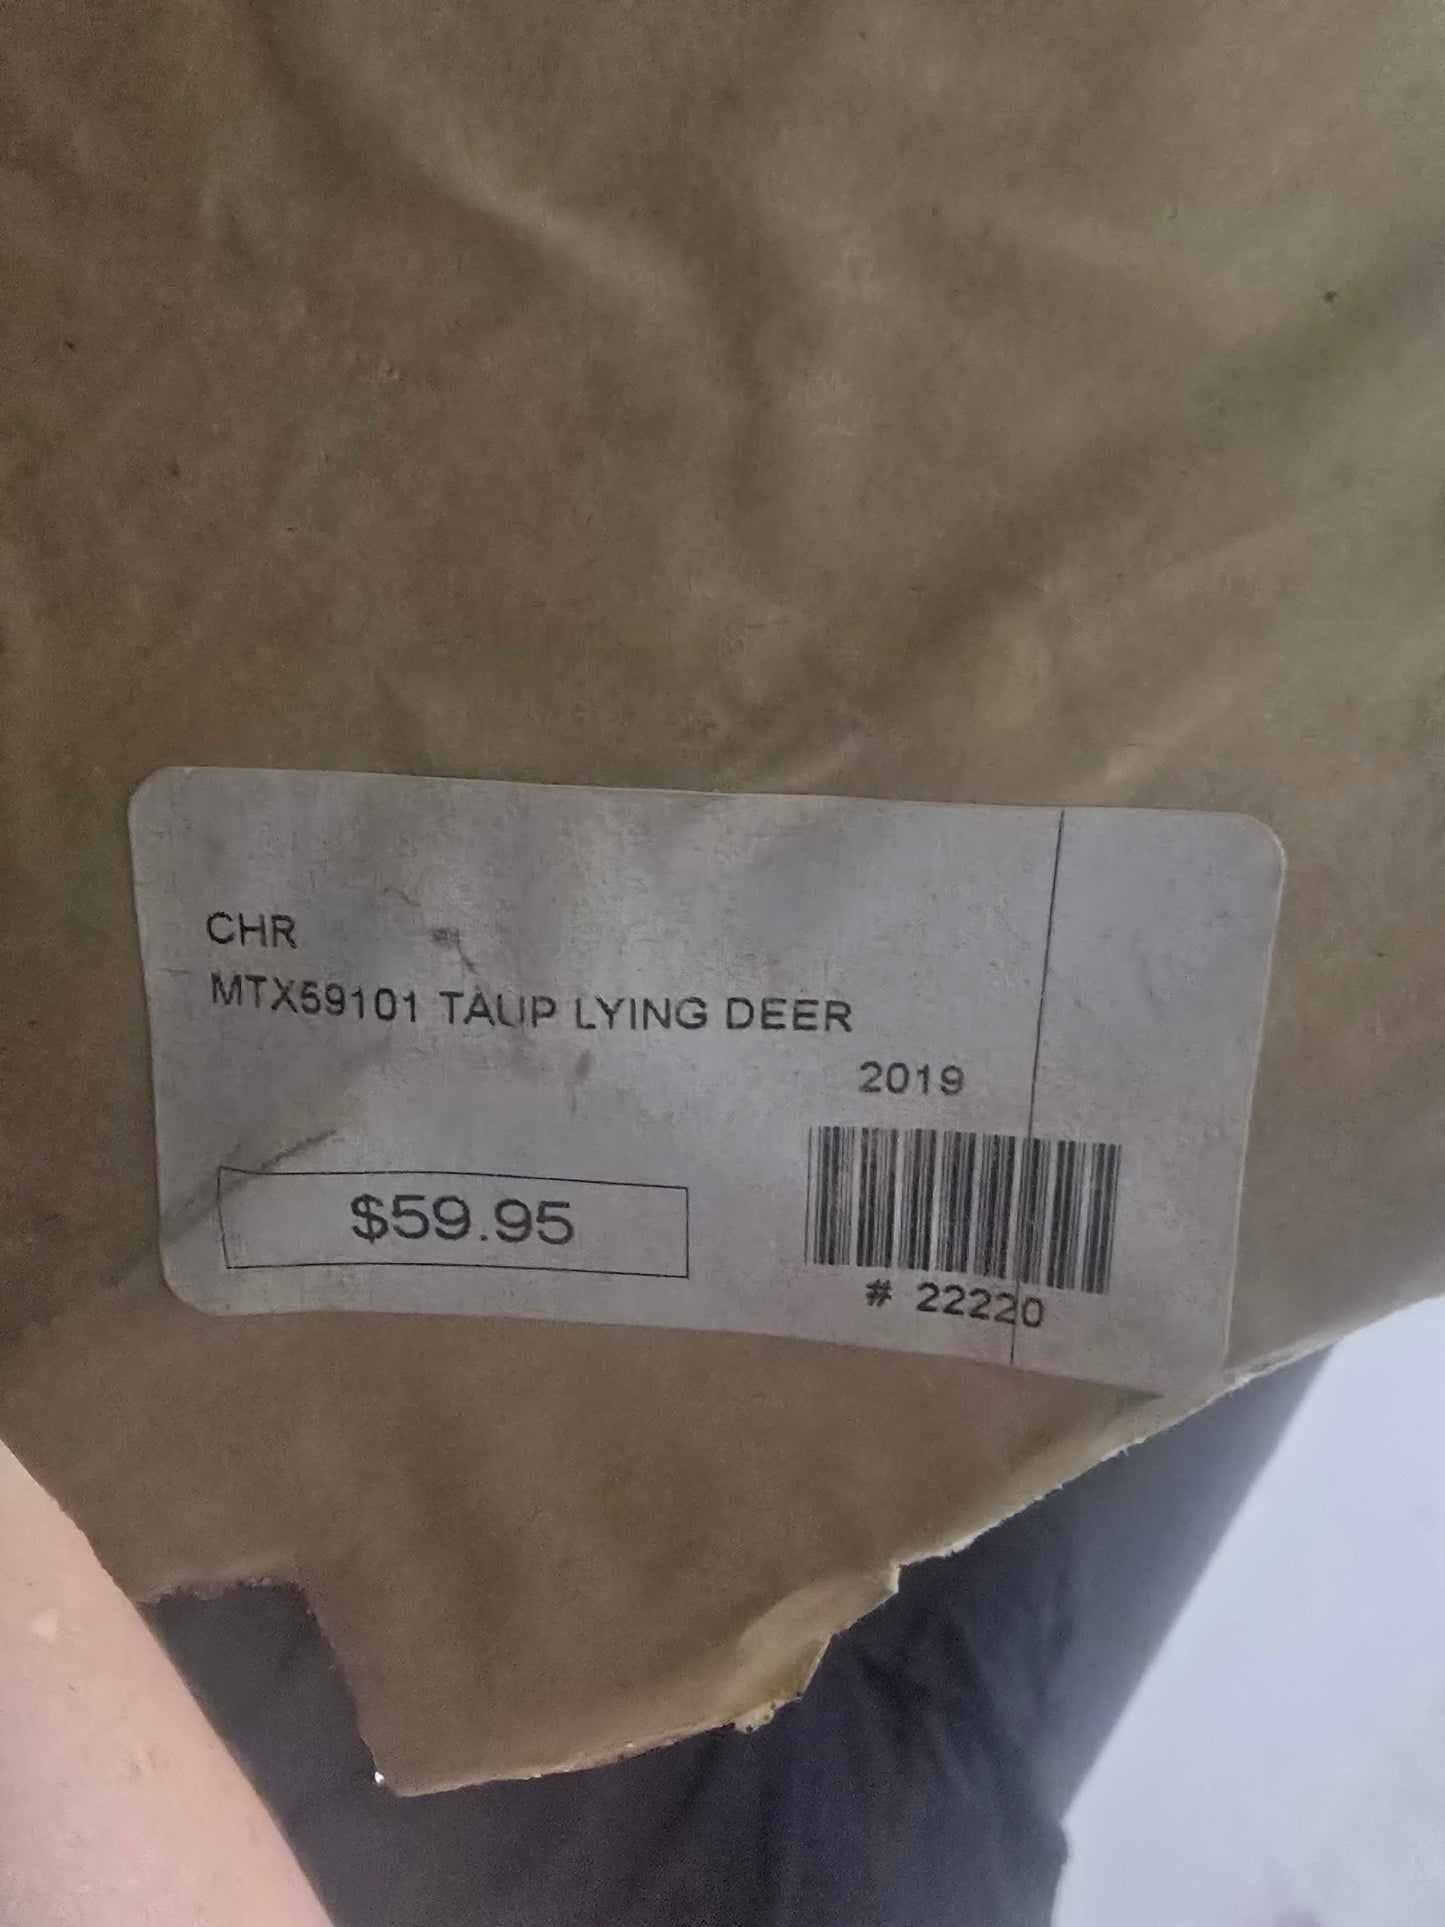 CHR
MTX59101 TAUP LYING DEER
2019
$59.95
# 22220